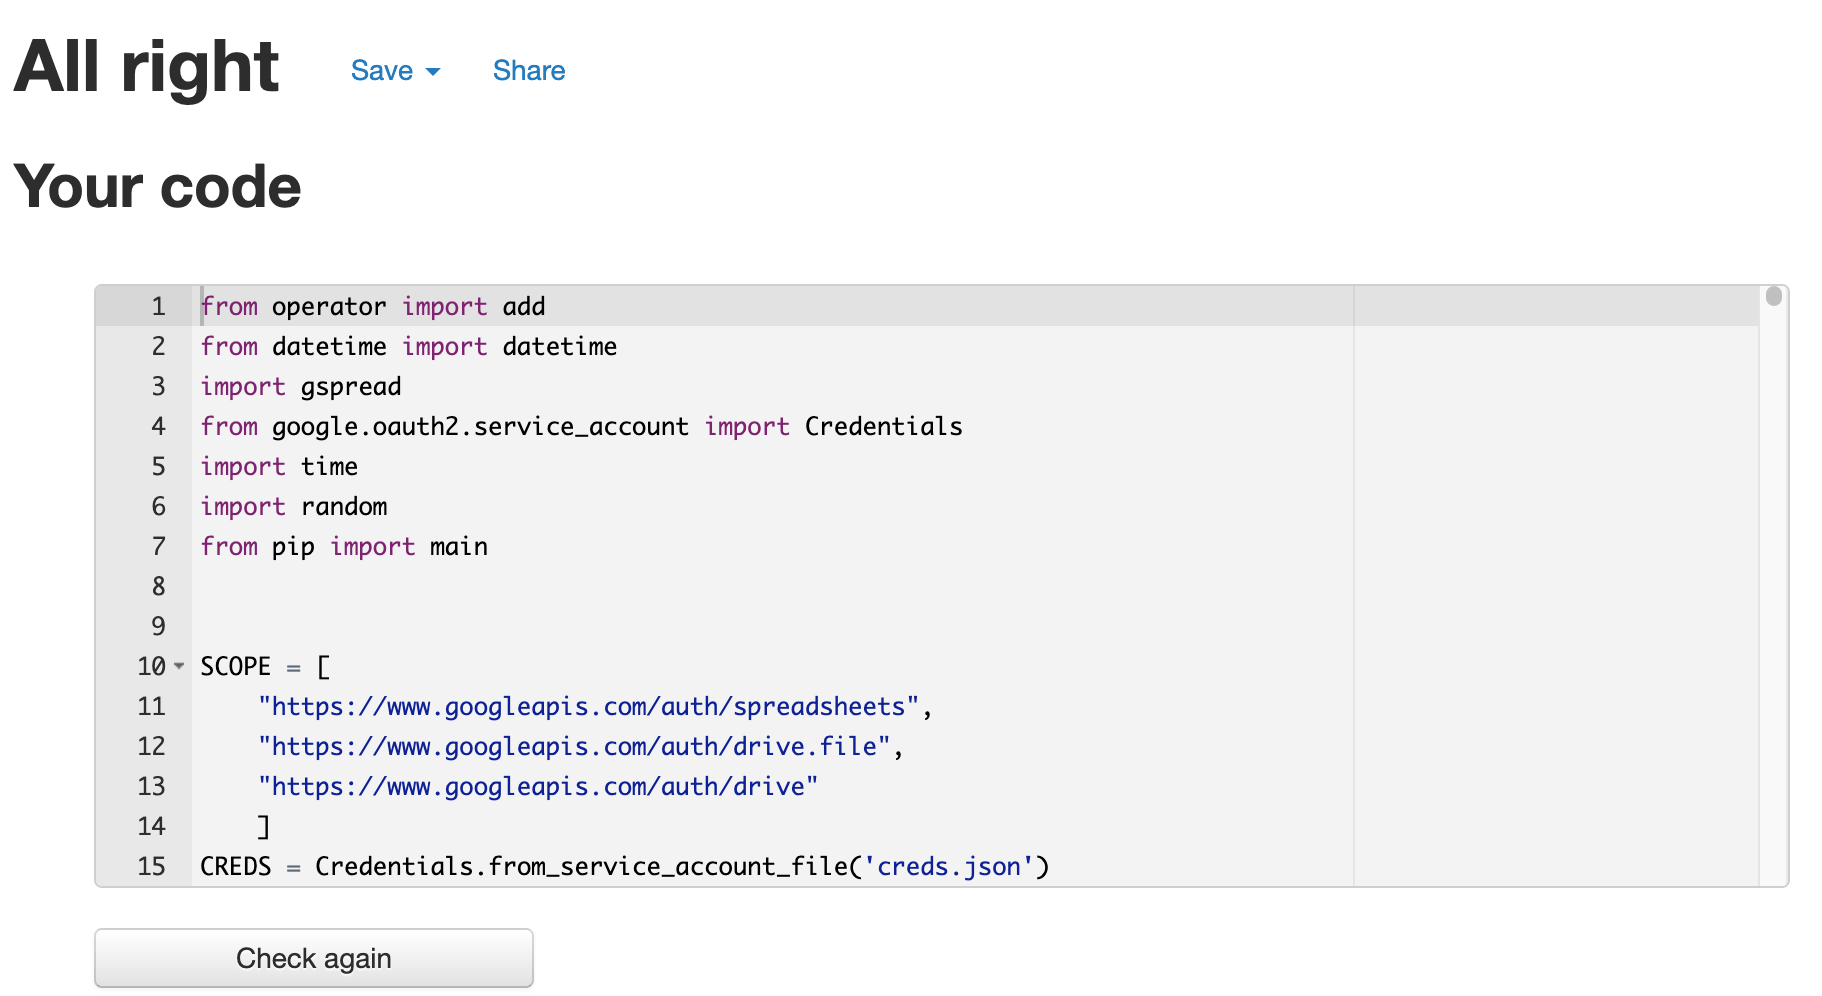 All right Save Share
Your code
1 from operator import add
2 from datetime import datetime
3 import gspread
4 from google.oauth2.service_account import Credentials
5 import time
6 import random
7 from pip import main
8
9
10 SCOPE = [
11     "https://www.googleapis.com/auth/spreadsheets",
12     "https://www.googleapis.com/auth/drive.file",
13     "https://www.googleapis.com/auth/drive"
14     ]
15 CREDS = Credentials.from_service_account_file('creds.json')
Check again